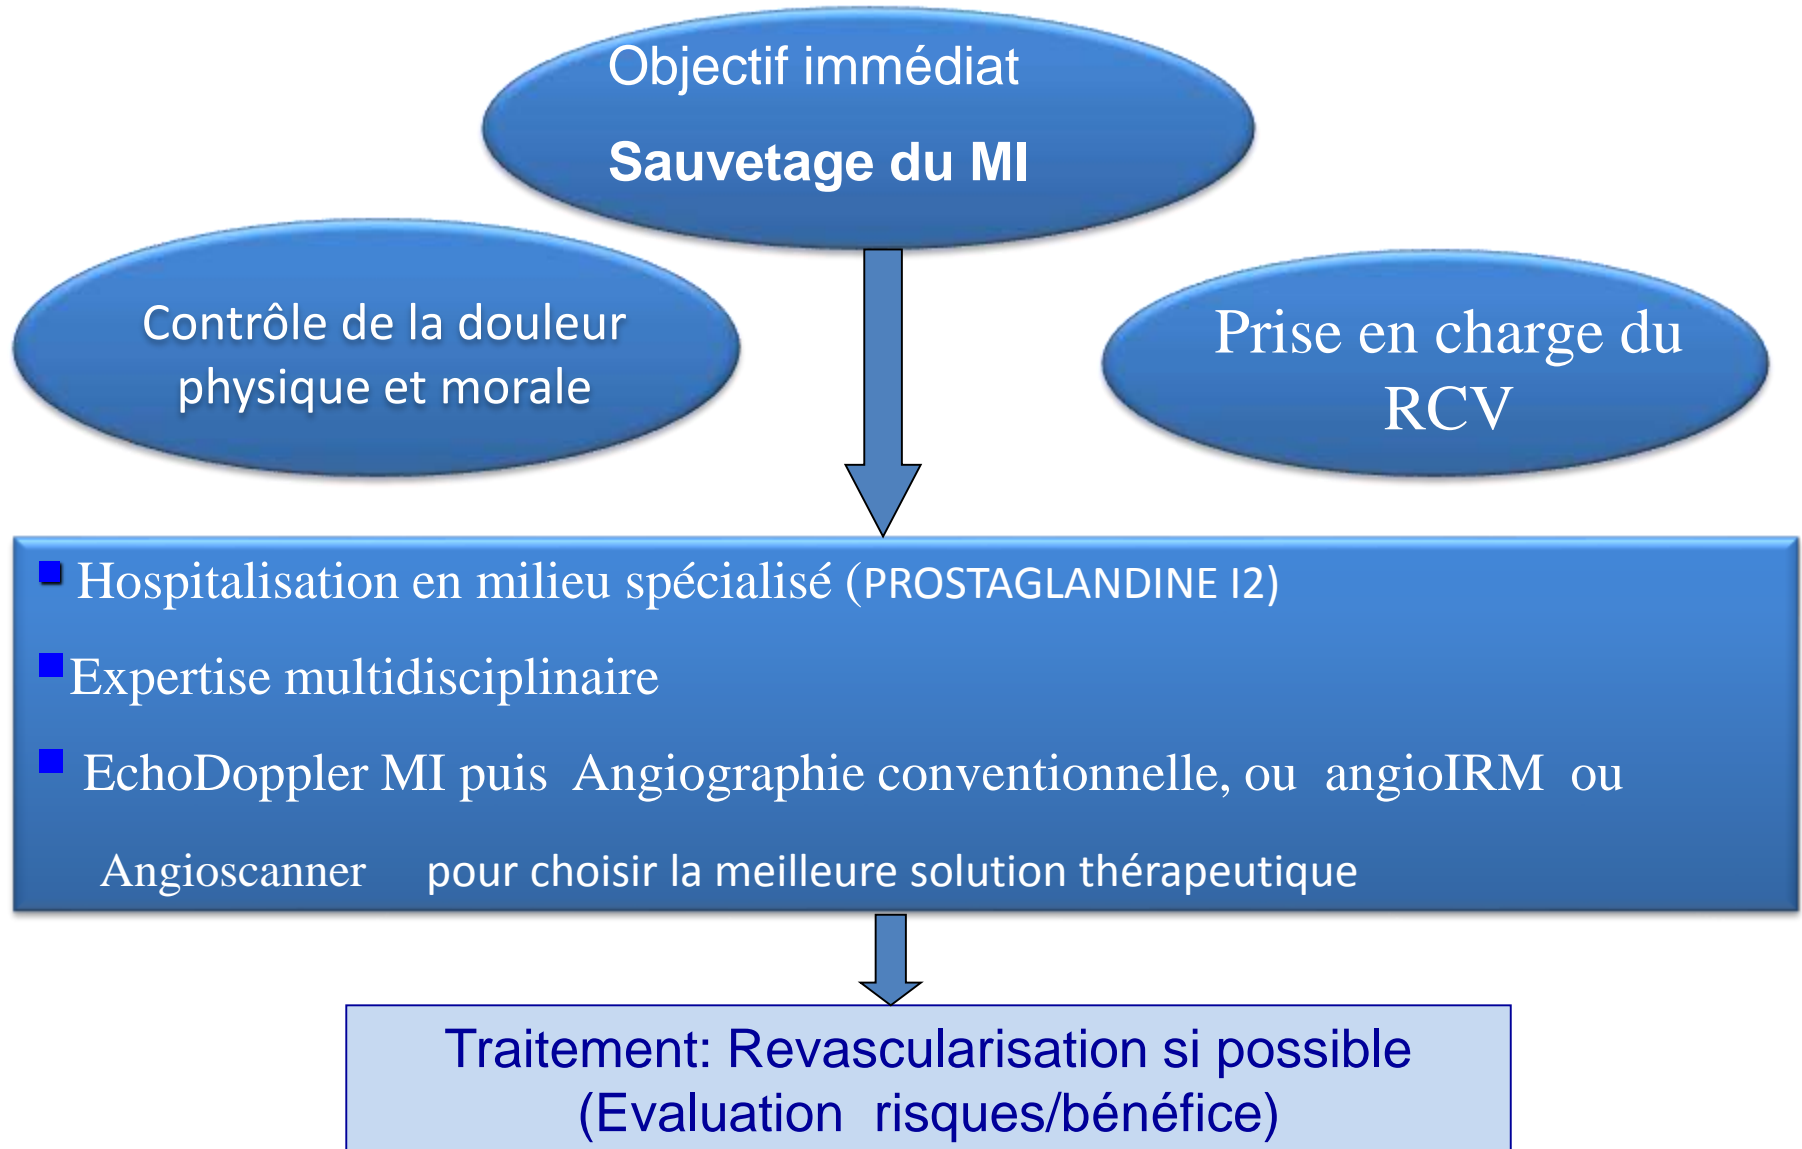 Objectif immédiat
Sauvetage du MI
Contrôle de la douleur
physique et morale
Prise en charge du
RCV
Hospitalisation en milieu spécialisé (PROSTAGLANDINE I2)
Expertise multidisciplinaire
EchoDoppler MI puis Angiographie conventionnelle, ou angioIRM ou
Angioscanner pour choisir la meilleure solution thérapeutique
Traitement: Revascularisation si possible
(Evaluation risques/bénéfice)